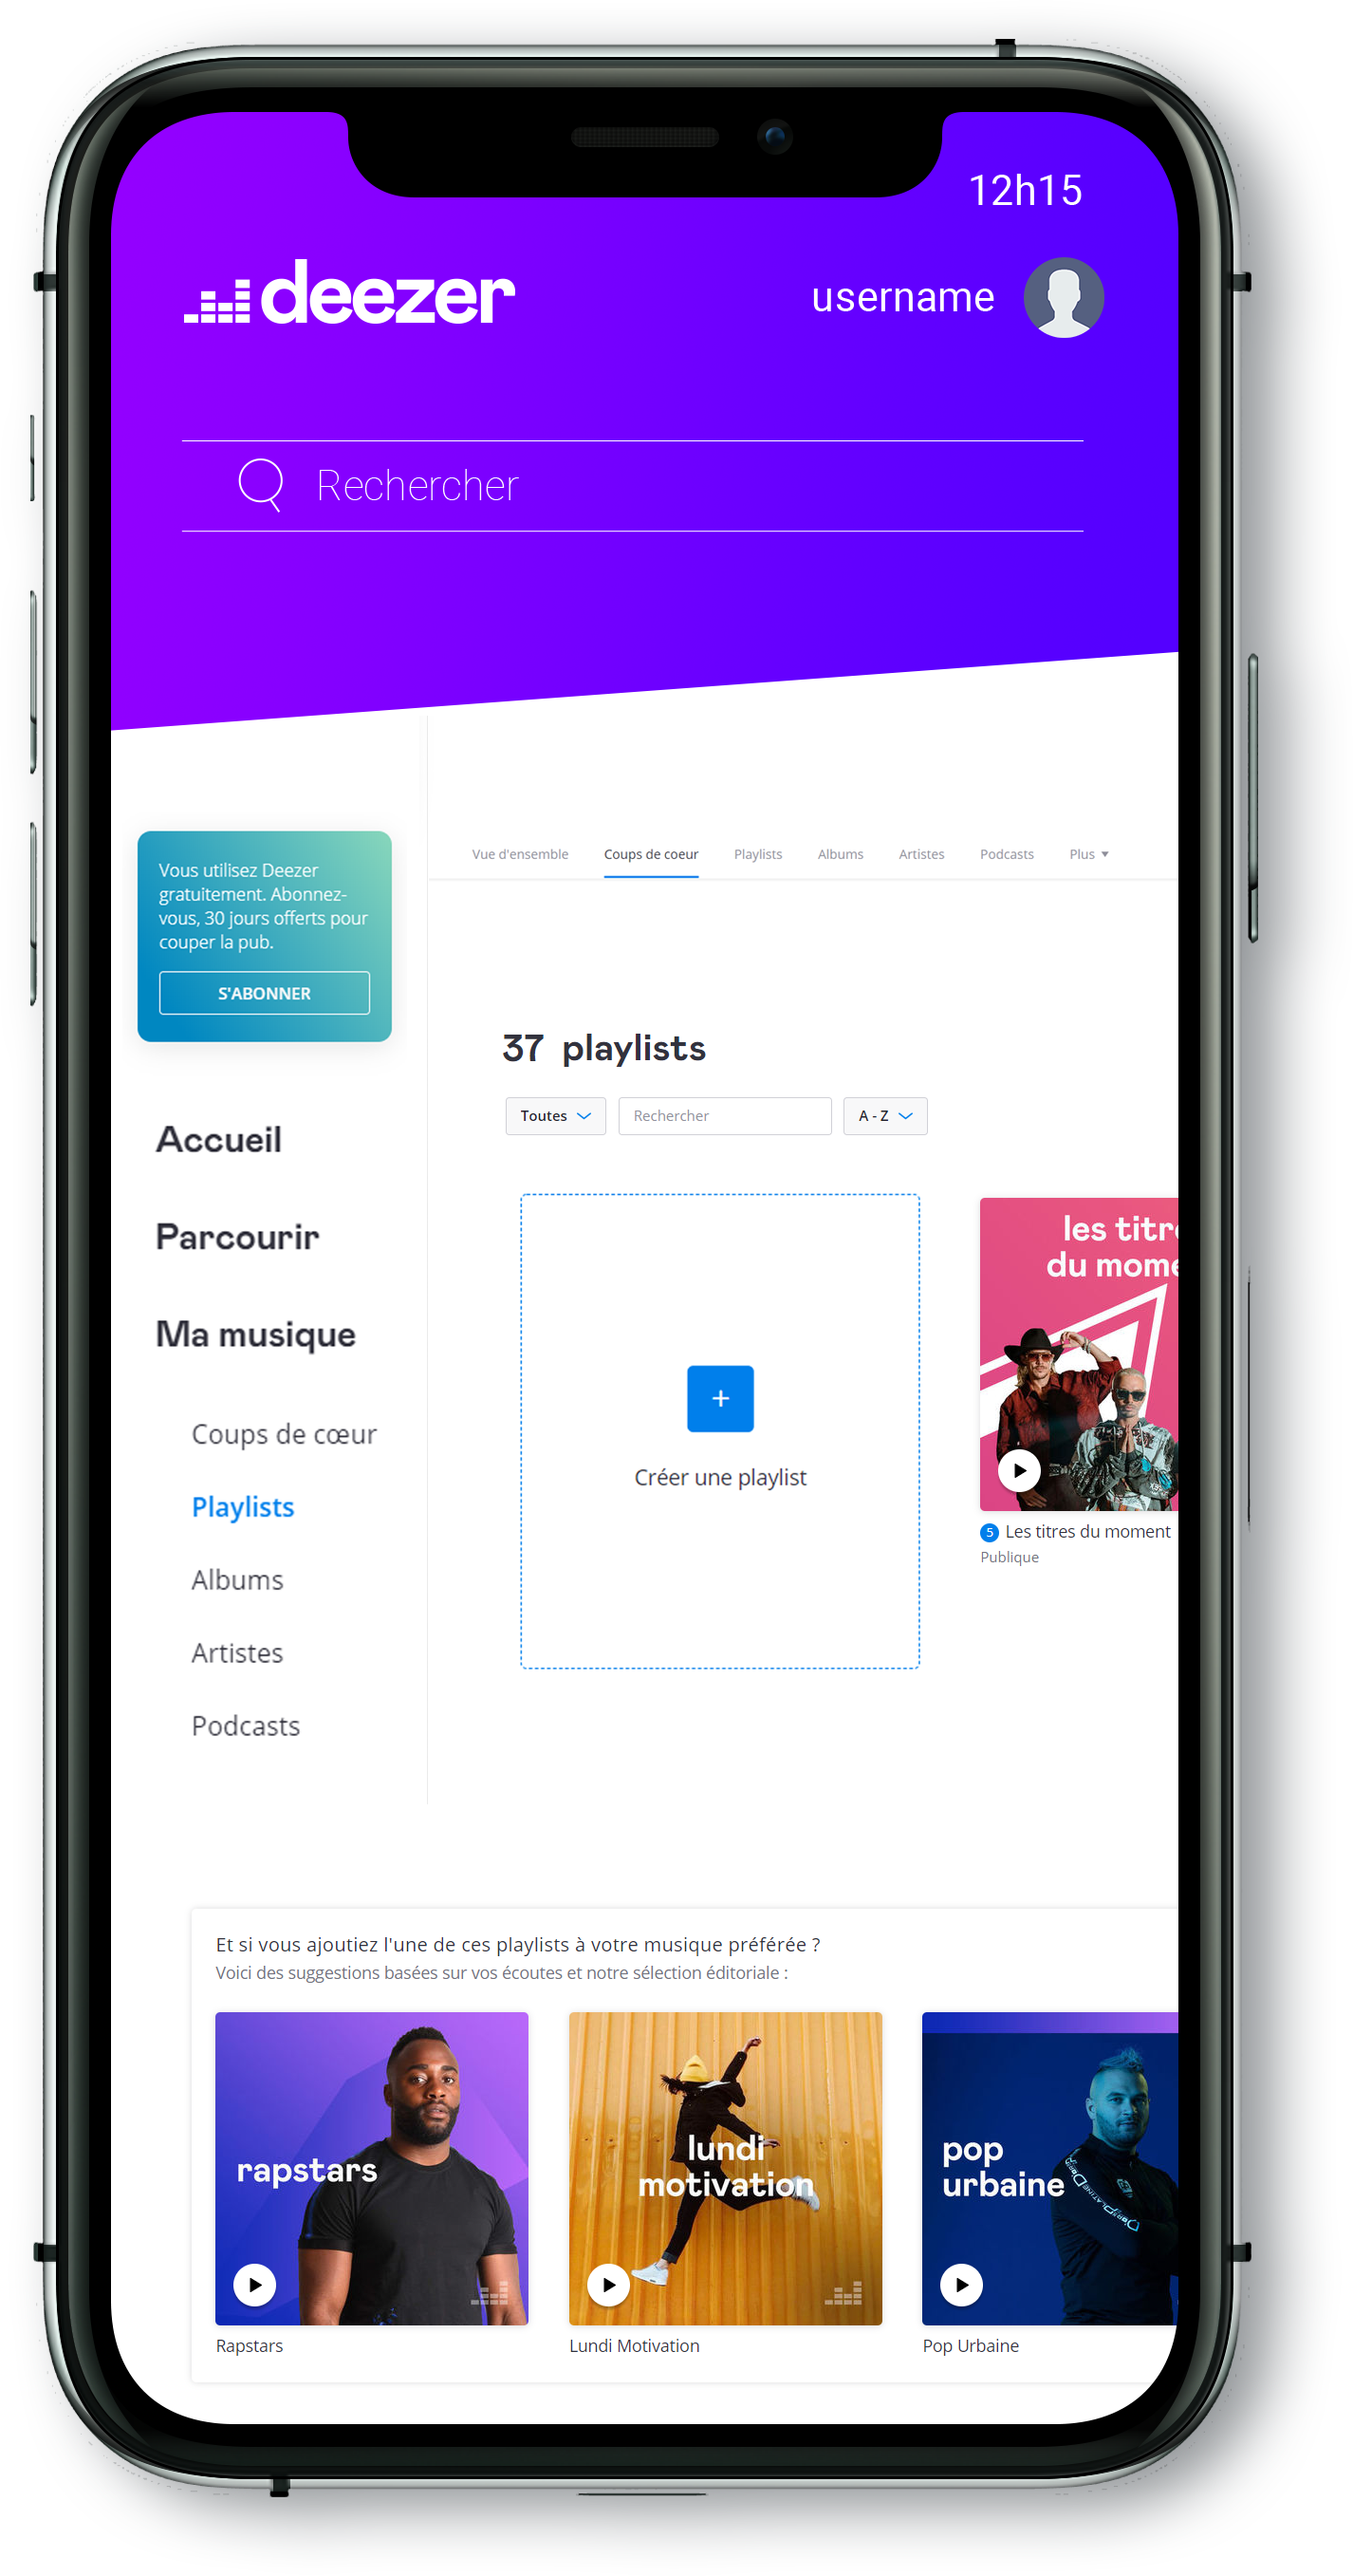 12h15
deezer
username
Rechercher
Vous utilisez Deezer
gratuitement. Abonnez-
vous, 30 jours offerts pour
couper la pub.
S'ABONNER
Accueil
Parcourir
Ma musique
Coups de cœur
Playlists
Albums
Artistes
Podcasts
Vue d'ensemble Coups de coeur Playlists Albums Artistes Podcasts Plus
37 playlists
Toutes Rechercher A - Z
+
Créer une playlist
les titr
du mome
5 Les titres du moment
Publique
Et si vous ajoutiez l'une de ces playlists à votre musique préférée ?
Voici des suggestions basées sur vos écoutes et notre sélection éditoriale :
rapstars
Rapstars
lundi
motivation
Lundi Motivation
pop
urbaine
Pop Urbaine